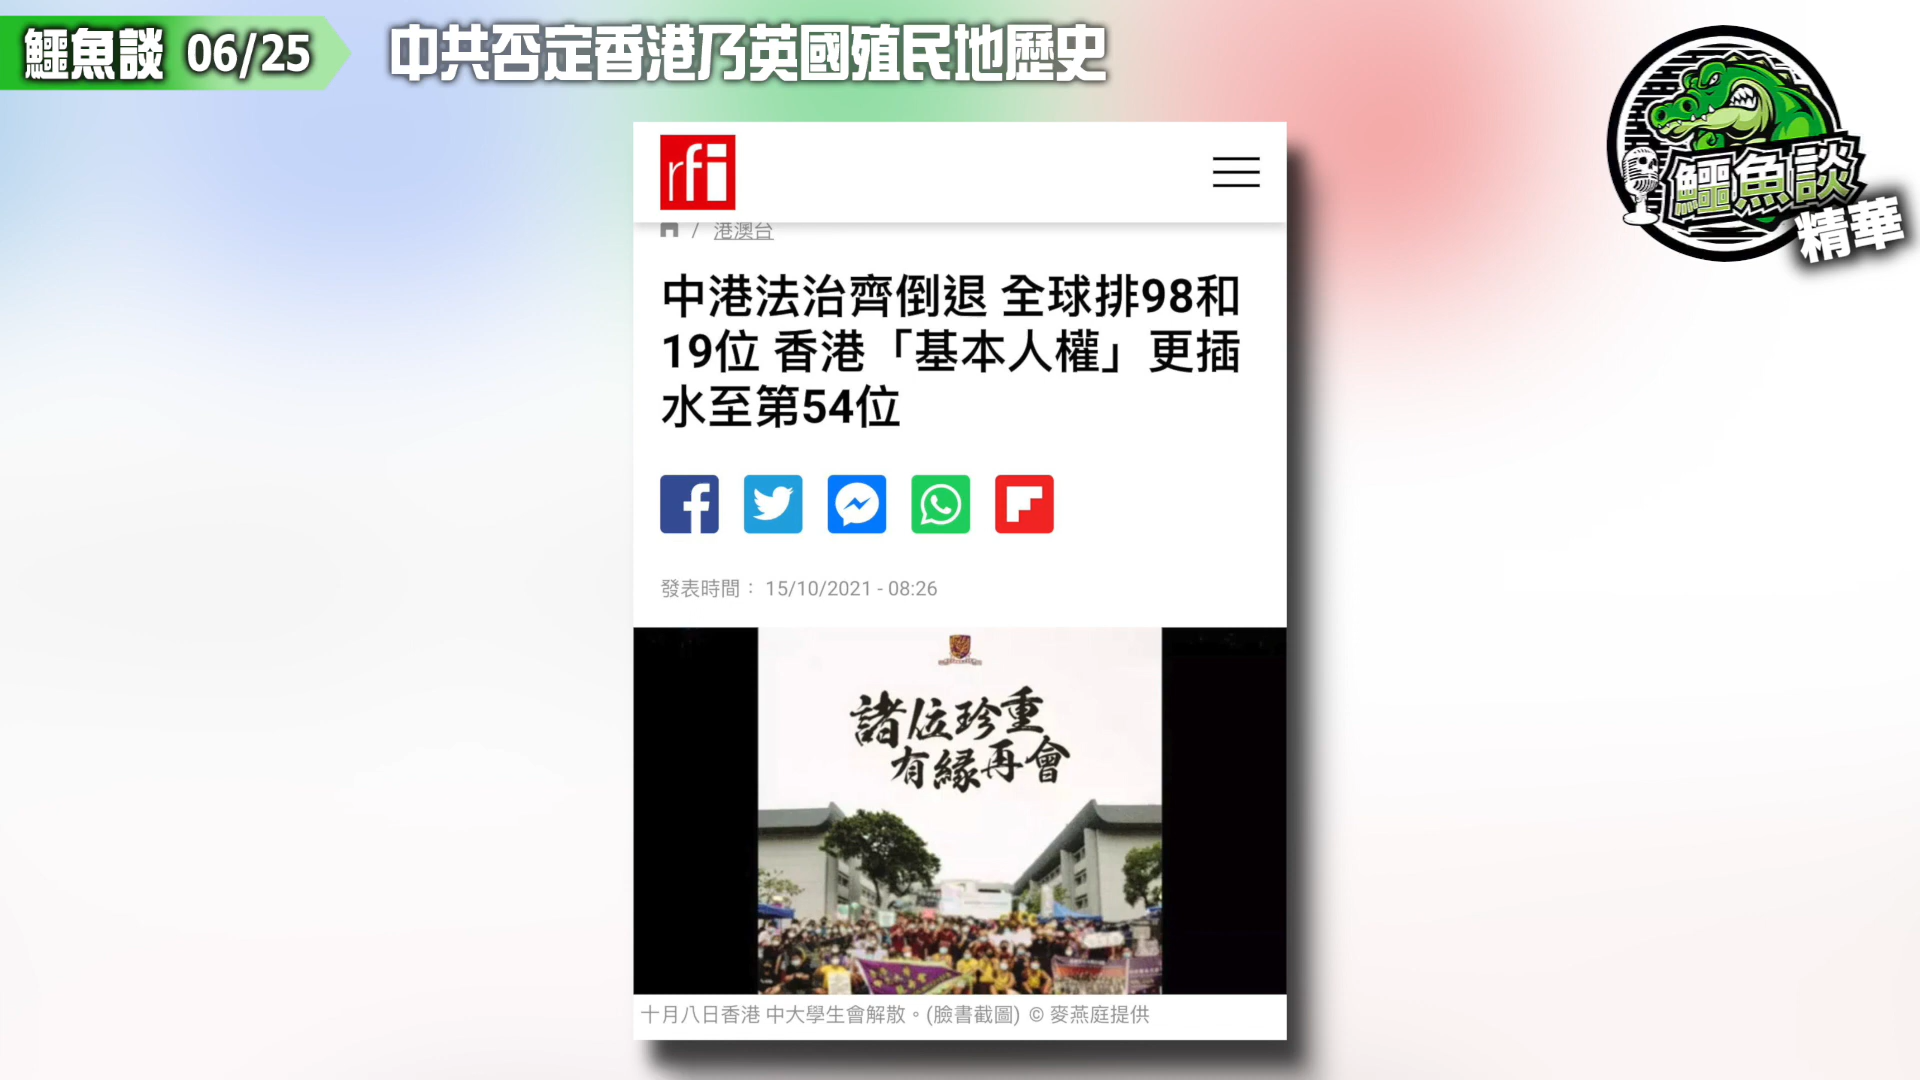 鱷魚談 06/25
中共否定香港乃英國殖民地歷史
鱷魚談
精華
rfi
/ 港澳台
中港法治齊倒退 全球排98和
19位 香港「基本人權」更插
水至第54位
發表時間： 15/10/2021 - 08:26
諸位珍重
有緣再會
十月八日香港 中大學生會解散。(臉書截圖) © 麥燕庭提供